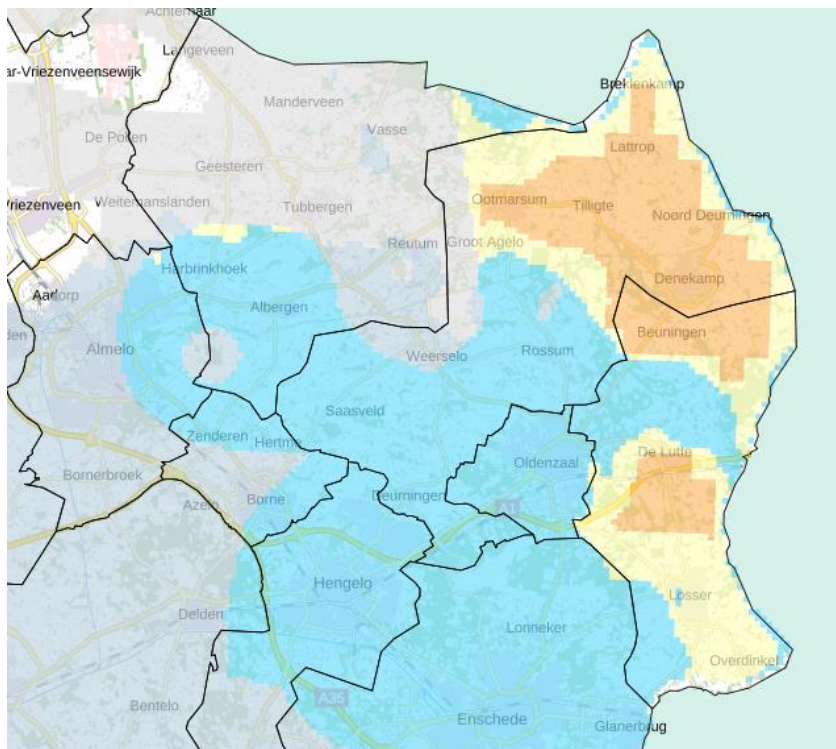 Achterhaar
Langeveen
ar-Vriezenveensewijk
Breklenkamp
Manderveen
Vasse
De Pollen
Lattrop
Geesteren
Weitemanslanden
Ootmarsum
Tilligte
Vriezenveen
Tubbergen
Noord Deurningen
Reutum
Groot Agelo
Harbrinkhoek
Denekamp
Aadorp
Albergen
Beuningen
den
Almelo
Weerselo
Rossum
Saasveld
Zenderen
Hertme
De Lutte
Oldenzaal
Bornerbroek
Borne
Deurningen
Azelo
A1
Hengelo
Losser
Delden
Lonneker
Overdinkel
A35
Bentelo
Enschede
Glanerbrug